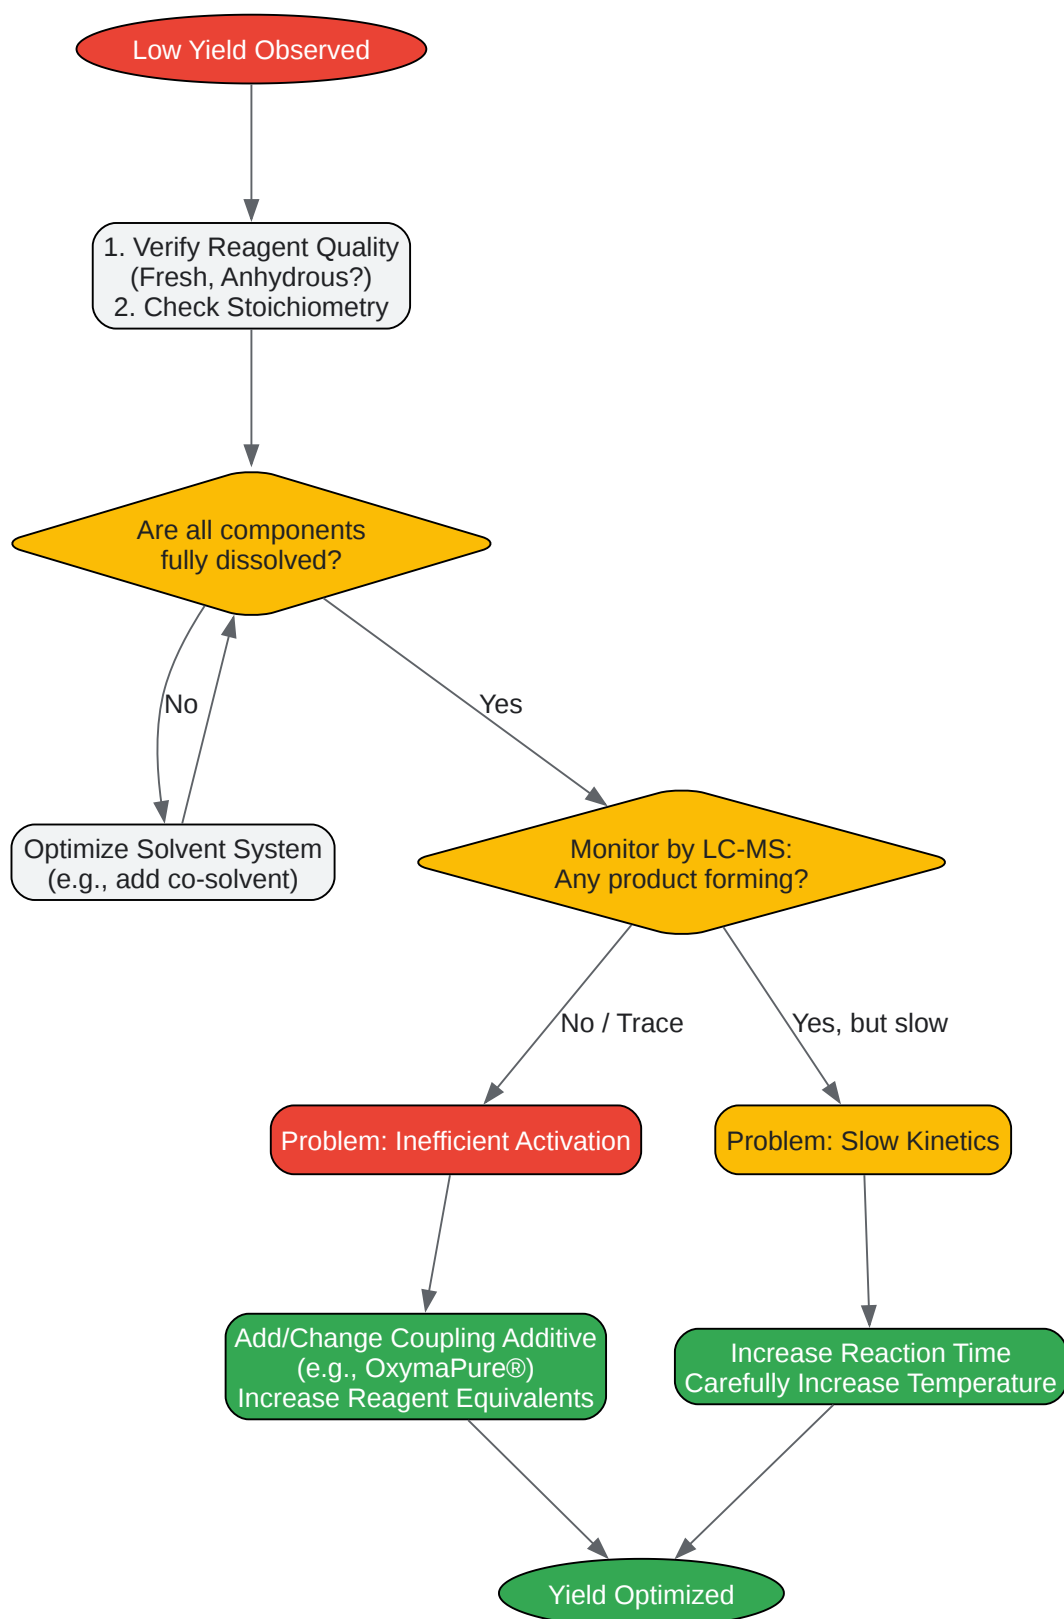 Low Yield Observed
1. Verify Reagent Quality
(Fresh, Anhydrous?)
2. Check Stoichiometry
Are all components
fully dissolved?
No
Yes
Optimize Solvent System
(e.g., add co-solvent)
Monitor by LC-MS:
Any product forming?
No / Trace
Yes, but slow
Problem: Inefficient Activation
Problem: Slow Kinetics
Add/Change Coupling Additive
(e.g., OxymaPure®)
Increase Reagent Equivalents
Increase Reaction Time
Carefully Increase Temperature
Yield Optimized